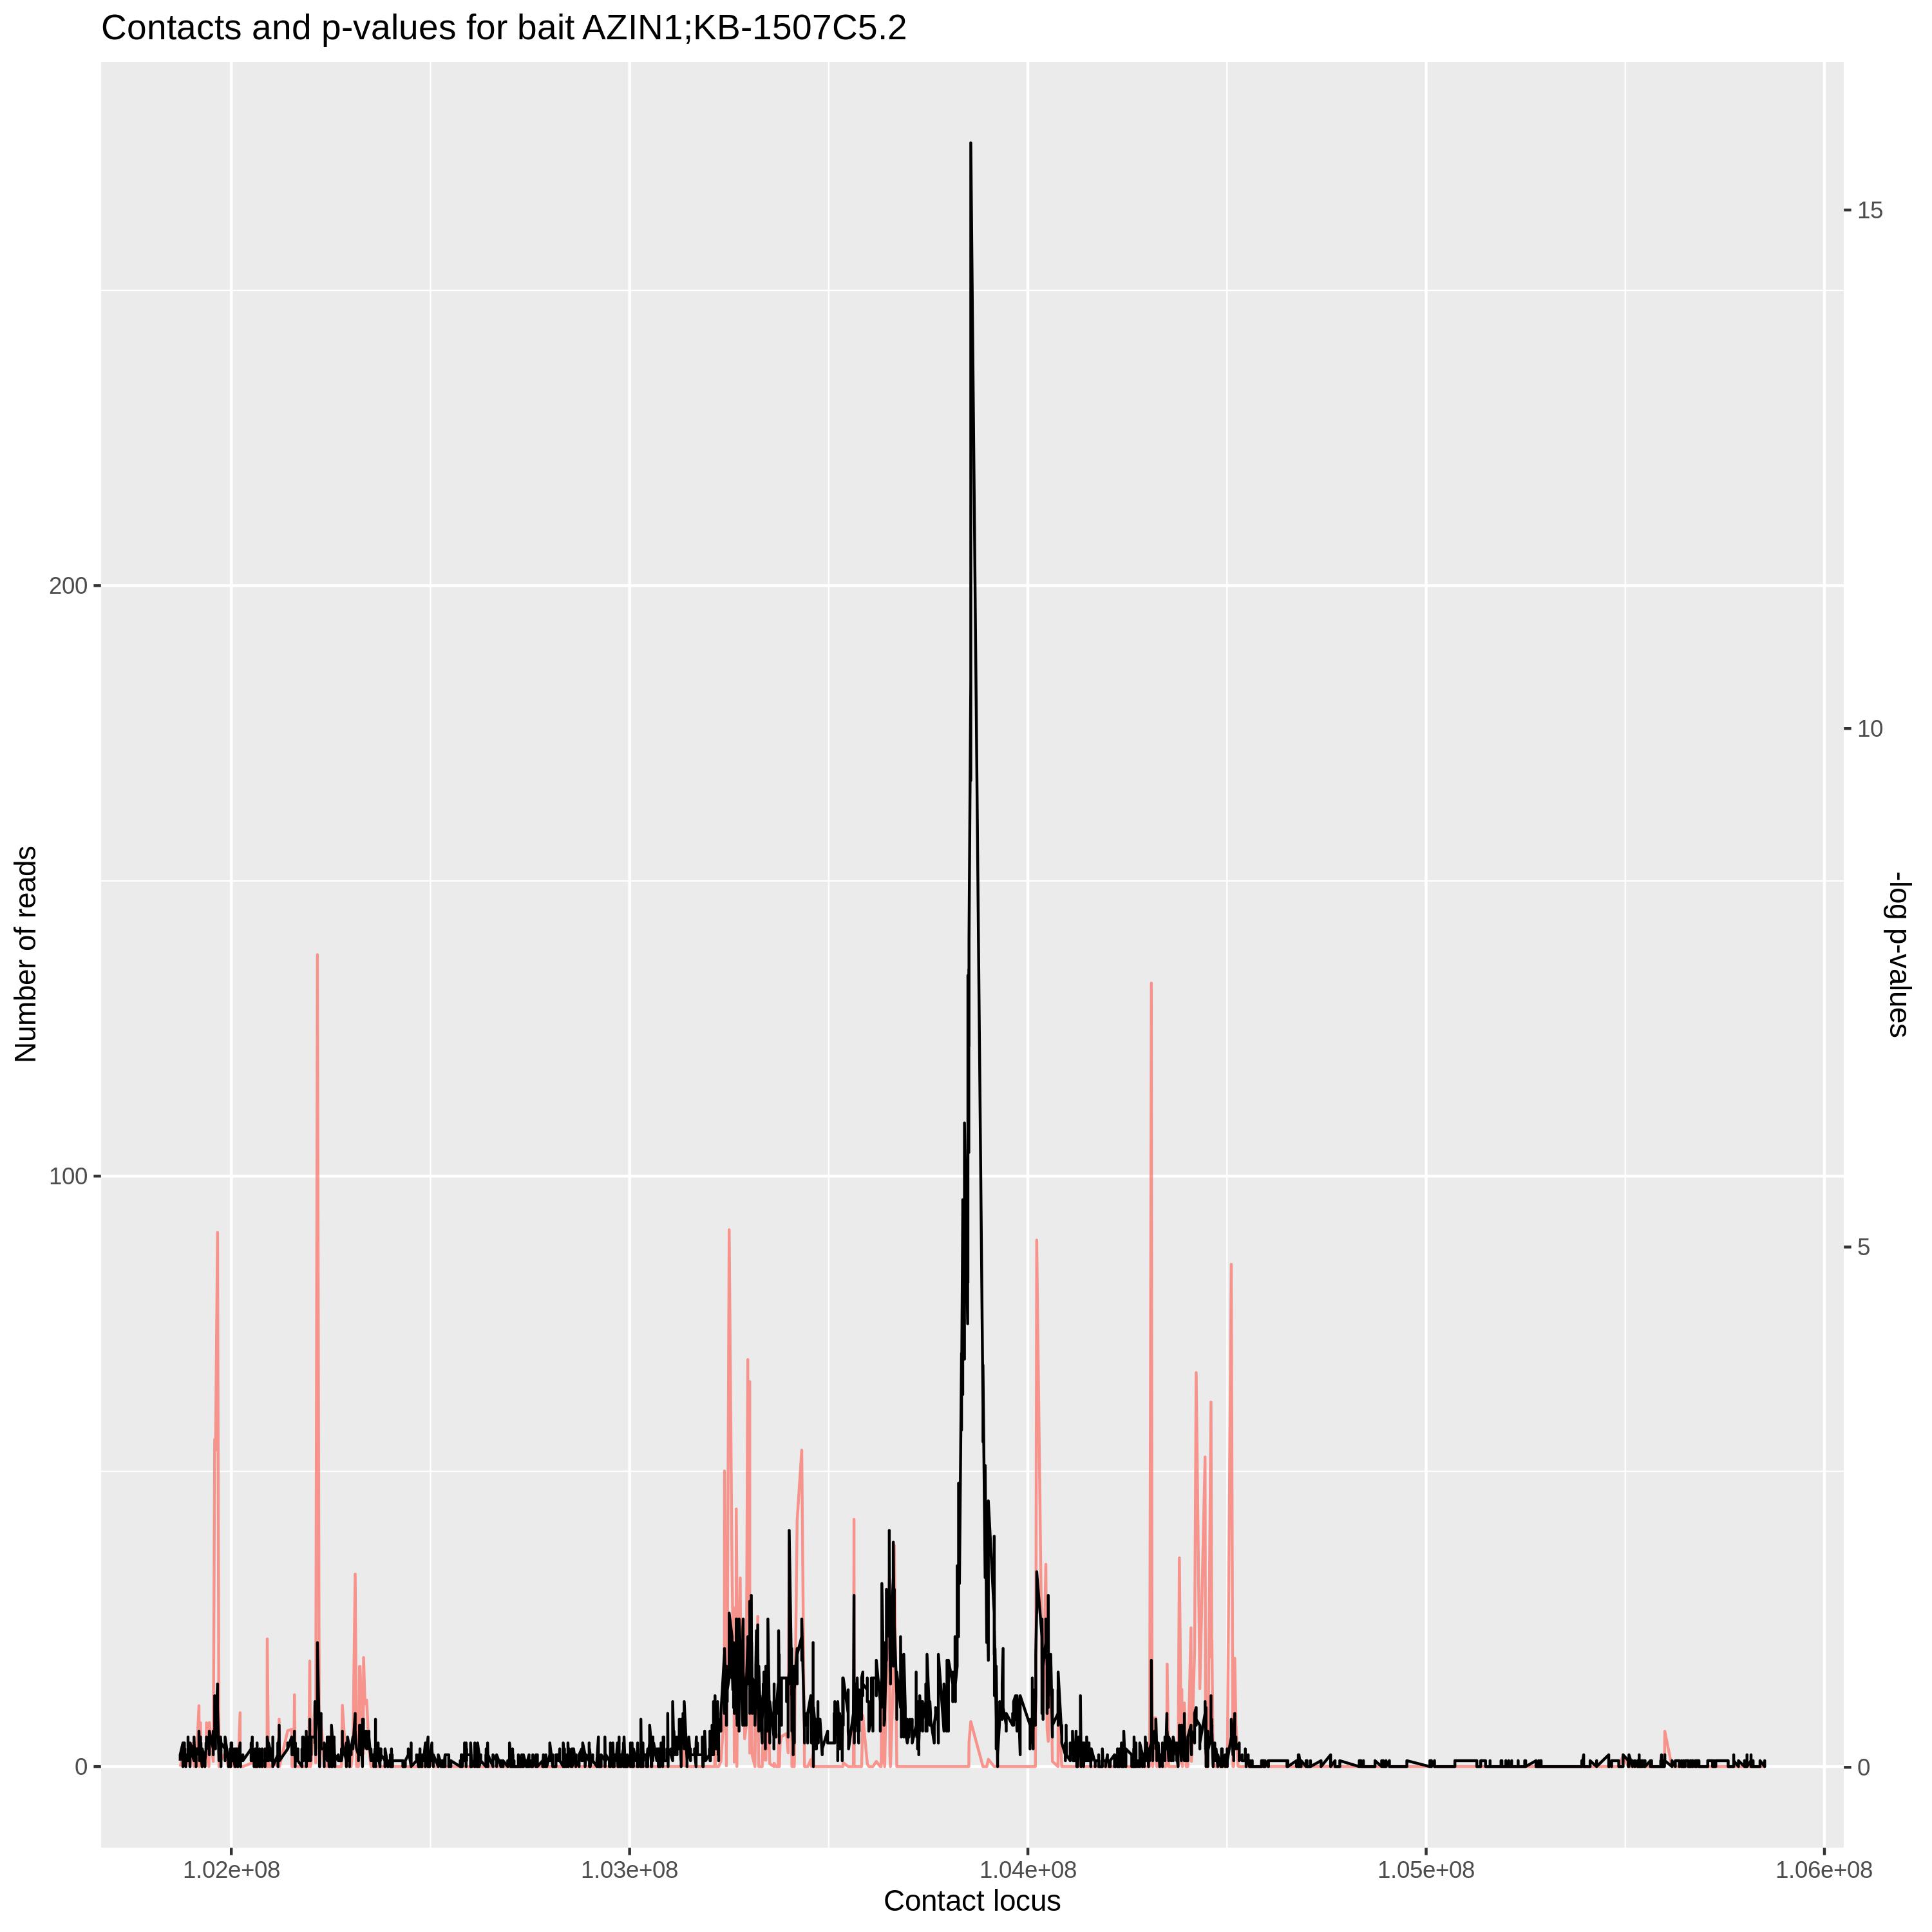 Contacts and p-values for bait AZIN1;KB-1507C5.2
Number of reads
200
100
0
15
10
5
0
-log p-values
1.02e+08
1.03e+08
1.04e+08
1.05e+08
1.06e+08
Contact locus